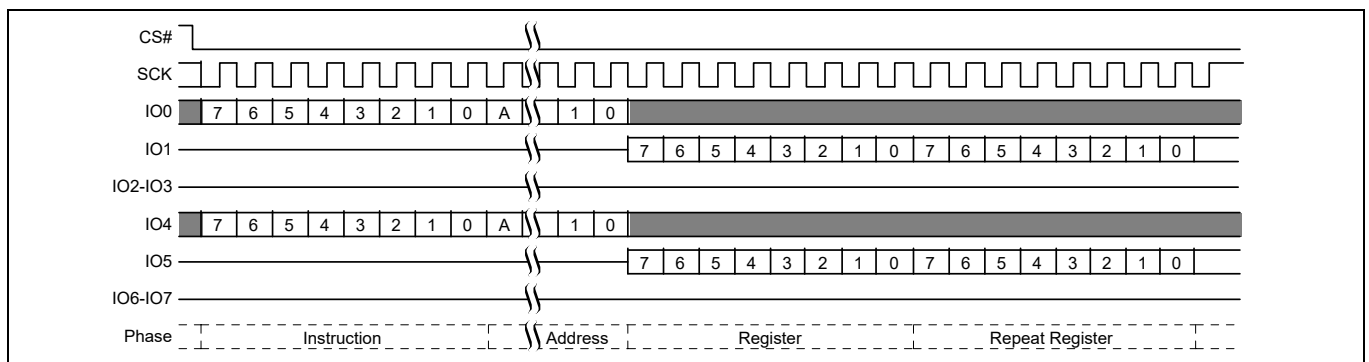 CS#
SCK
IO0 7 6 5 4 3 2 1 0 A 1 0
IO1 7 6 5 4 3 2 1 0 7 6 5 4 3 2 1 0
IO2-IO3
IO4 7 6 5 4 3 2 1 0 A 1 0
IO5 7 6 5 4 3 2 1 0 7 6 5 4 3 2 1 0
IO6-IO7
Phase Instruction Address Register Repeat Register